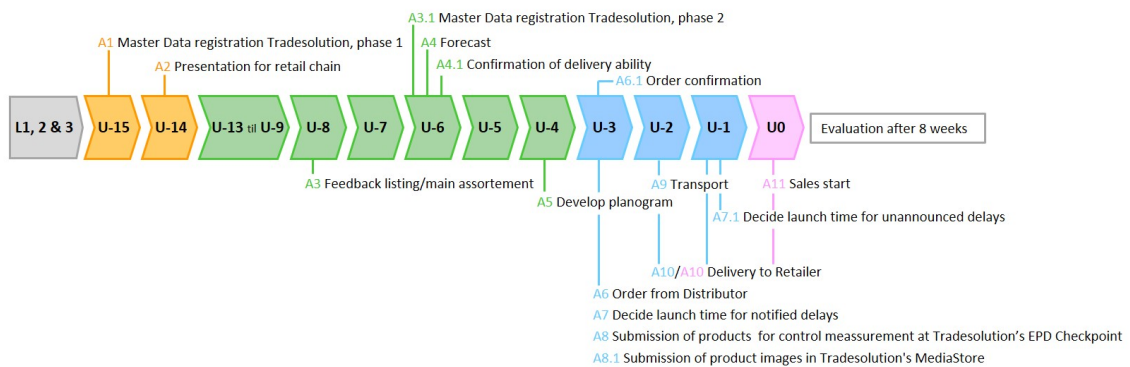 A3.1 Master Data registration Tradesolution, phase 2
A1 Master Data registration Tradesolution, phase 1
A4 Forecast
A2 Presentation for retail chain
A4.1 Confirmation of delivery ability
A6.1 Order confirmation
L1, 2 & 3
U-15
U-14
U-13 til U-9
U-8
U-7
U-6
U-5
U-4
U-3
U-2
U-1
U0
Evaluation after 8 weeks
A3 Feedback listing/main assortement
A9 Transport
A11 Sales start
A5 Develop planogram
A7.1 Decide launch time for unannounced delays
A10/A10 Delivery to Retailer
A6 Order from Distributor
A7 Decide launch time for notified delays
A8 Submission of products for control meassurement at Tradesolution’s EPD Checkpoint
A8.1 Submission of product images in Tradesolution's MediaStore